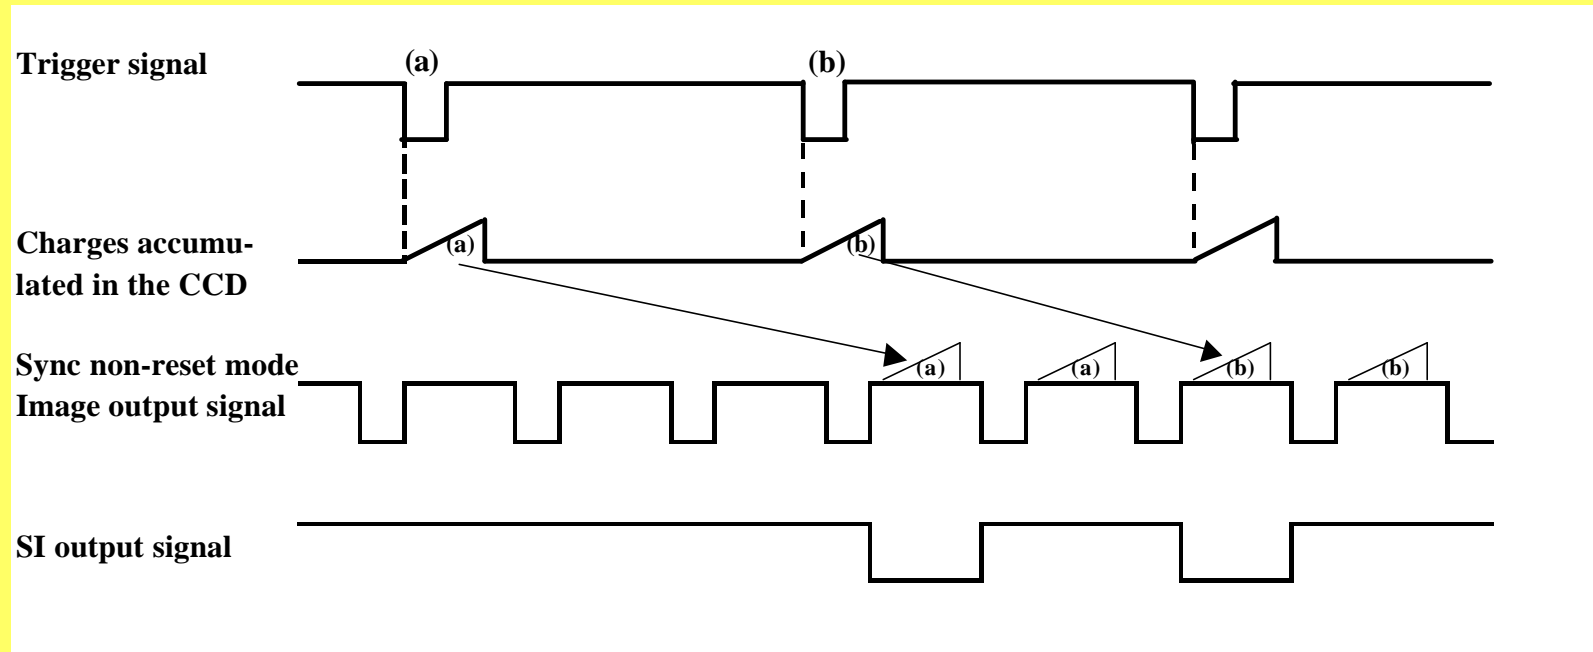 Trigger signal
(a)
(b)
Charges accumu-
lated in the CCD
(a)
(b)
Sync non-reset mode
Image output signal
(a)
(a)
(b)
(b)
SI output signal